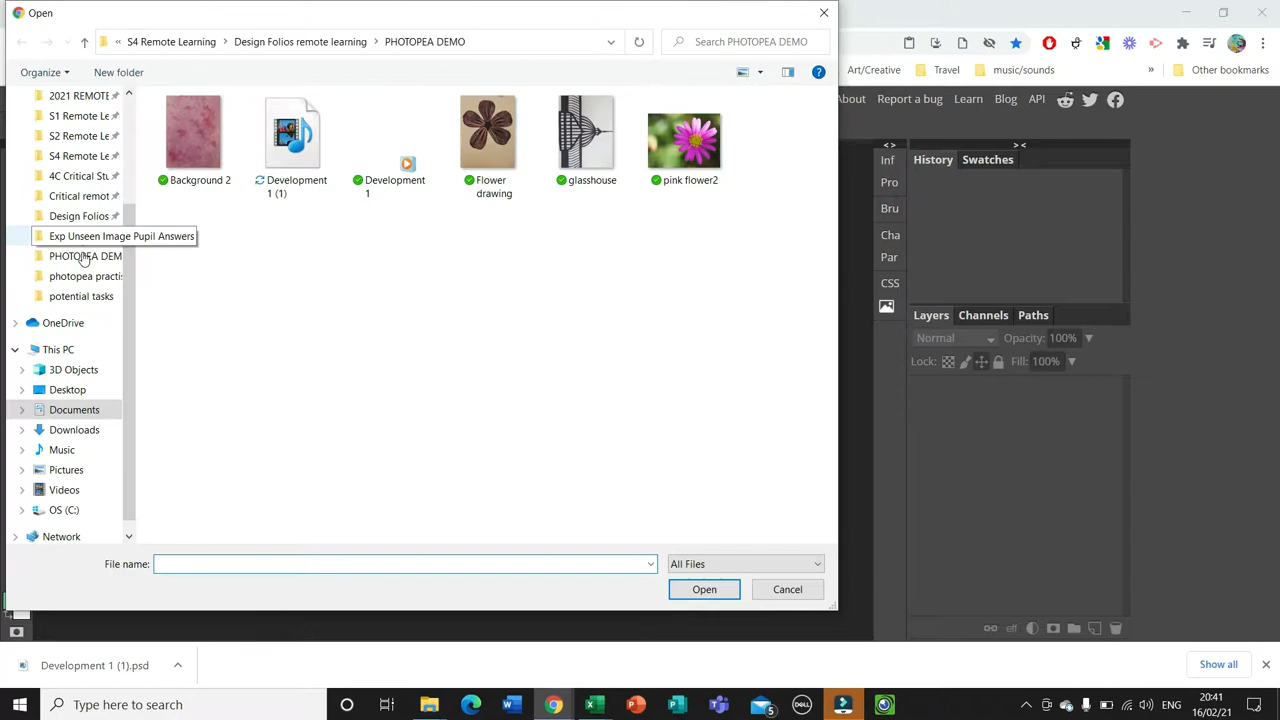 Open
« S4 Remote Learning > Design Folios remote learning > PHOTOPEA DEMO
Search PHOTOPEA DEMO
Organize
New folder
2021 REMOTE
S1 Remote Le
S2 Remote Le
S4 Remote Le
4C Critical Stu
Critical remot
Design Folios
Exp Unseen Image Pupil Answers
PHOTOPEA DEM
photopea practis
potential tasks
OneDrive
This PC
3D Objects
Desktop
Documents
Downloads
Music
Pictures
Videos
OS (C:)
Network
Background 2
Development
1 (1)
Development
1
Flower
drawing
glasshouse
pink flower2
File name:
All Files
Open
Cancel
Art/Creative
Travel
music/sounds
»
Other bookmarks
About
Report a bug
Learn
Blog
API
<>
><
Inf
Pro
Bru
Cha
Par
CSS
History
Swatches
Layers
Channels
Paths
Normal
Opacity:
100%
Lock:
Fill:
100%
eff
Development 1 (1).psd
Show all
Type here to search
5
DELL
ENG
20:41
16/02/21